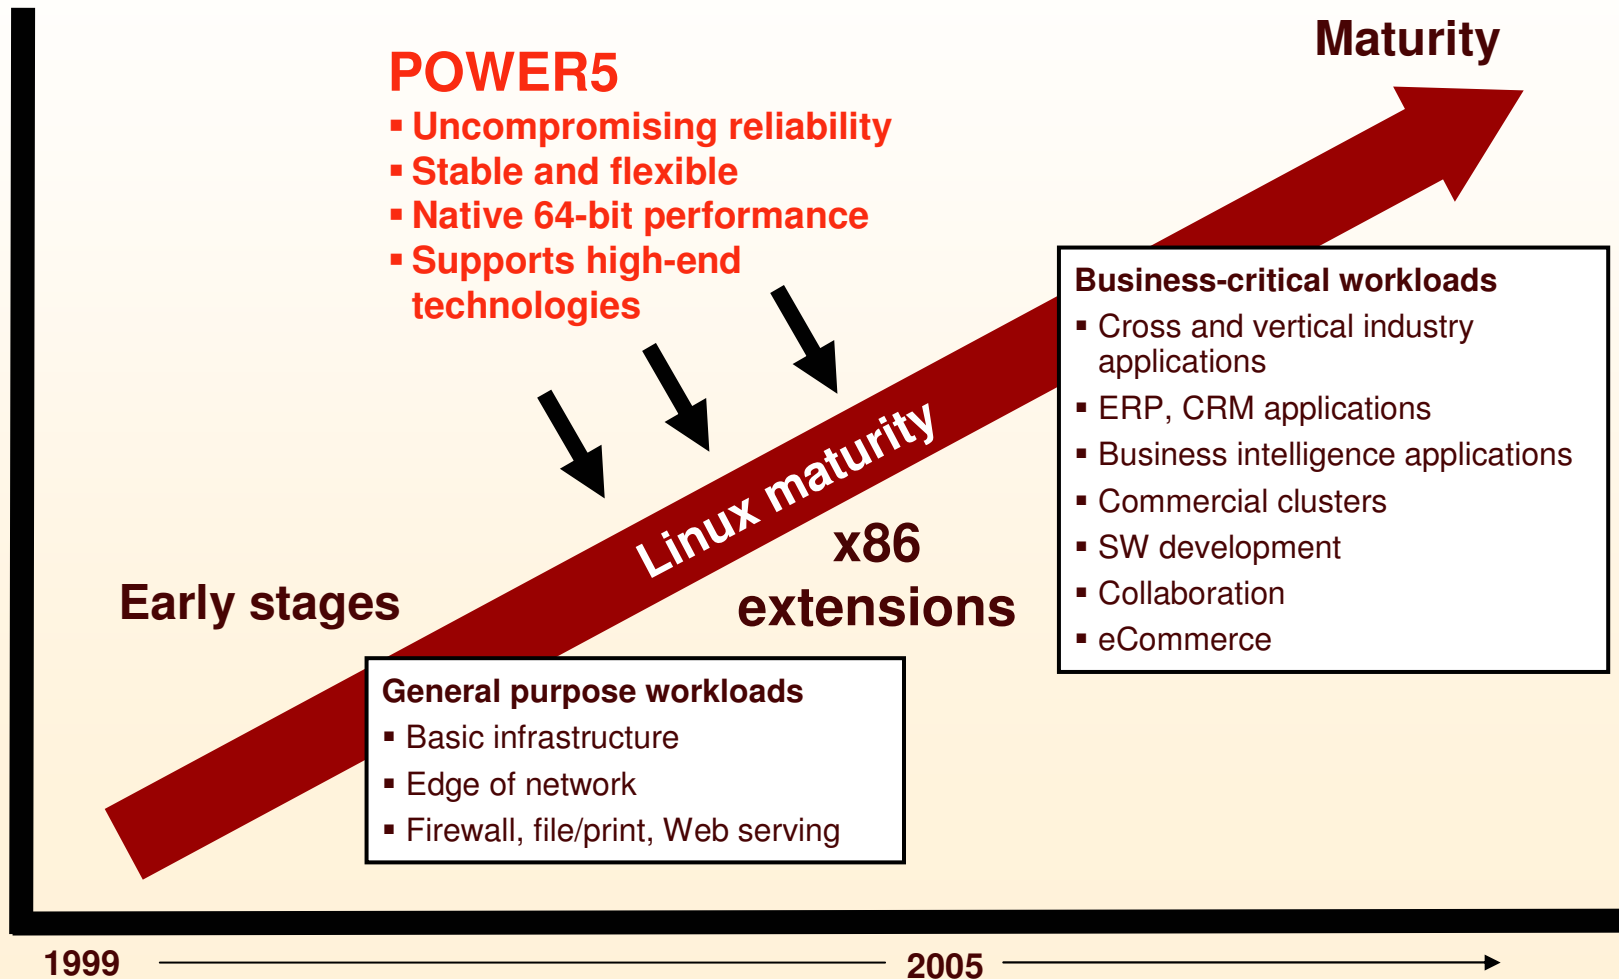 Maturity
POWER5
▪ Uncompromising reliability
▪ Stable and flexible
▪ Native 64-bit performance
▪ Supports high-end
technologies
Business-critical workloads
▪ Cross and vertical industry
applications
▪ ERP, CRM applications
▪ Business intelligence applications
▪ Commercial clusters
▪ SW development
▪ Collaboration
▪ eCommerce
Linux maturity
x86
extensions
Early stages
General purpose workloads
▪ Basic infrastructure
▪ Edge of network
▪ Firewall, file/print, Web serving
1999
2005